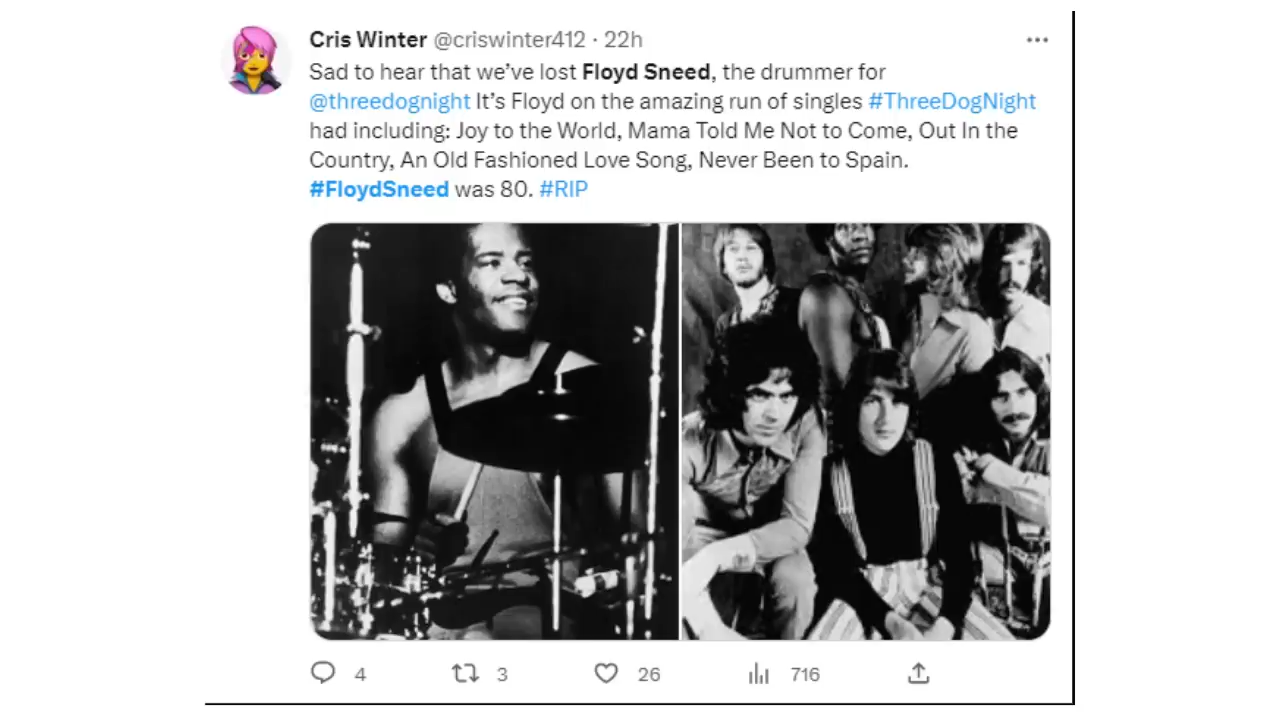 Cris Winter @criswinter412 · 22h
Sad to hear that we’ve lost Floyd Sneed, the drummer for
@threedognight It’s Floyd on the amazing run of singles #ThreeDogNight
had including: Joy to the World, Mama Told Me Not to Come, Out In the
Country, An Old Fashioned Love Song, Never Been to Spain.
#FloydSneed was 80. #RIP
4 3 26 716